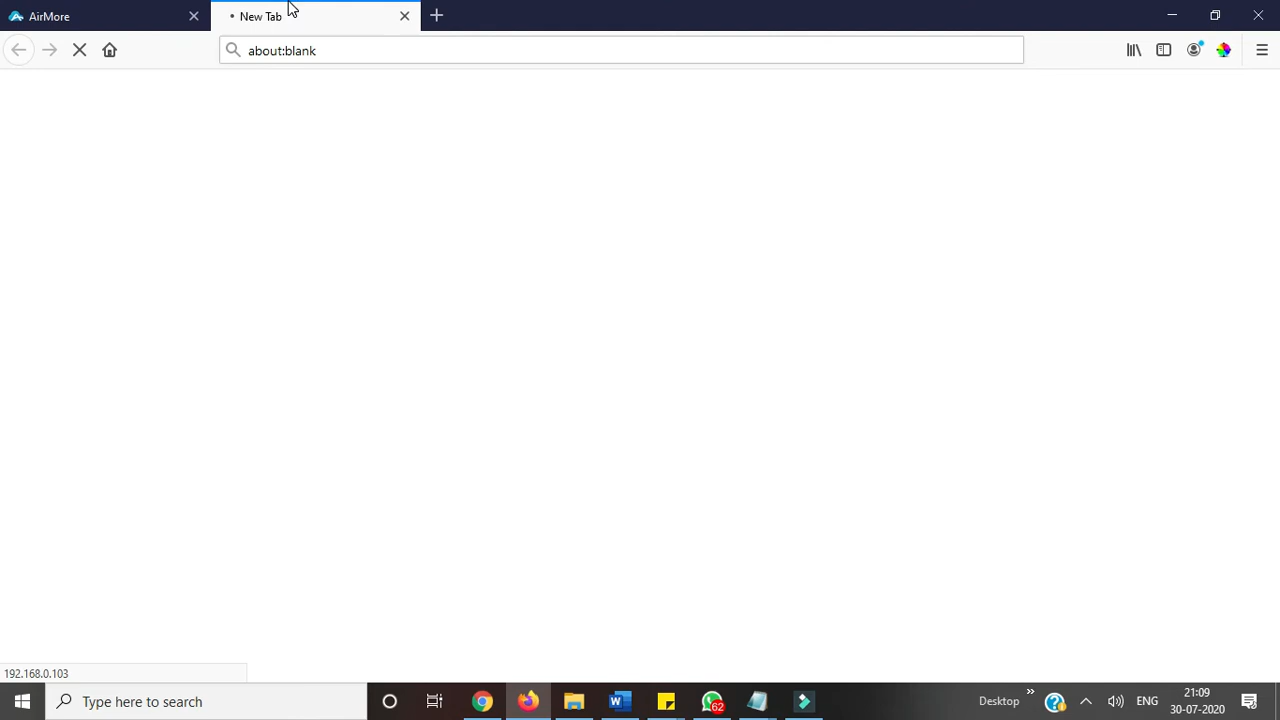 AirMore
New Tab
about:blank
192.168.0.103
Type here to search
62
Desktop
ENG
21:09
30-07-2020